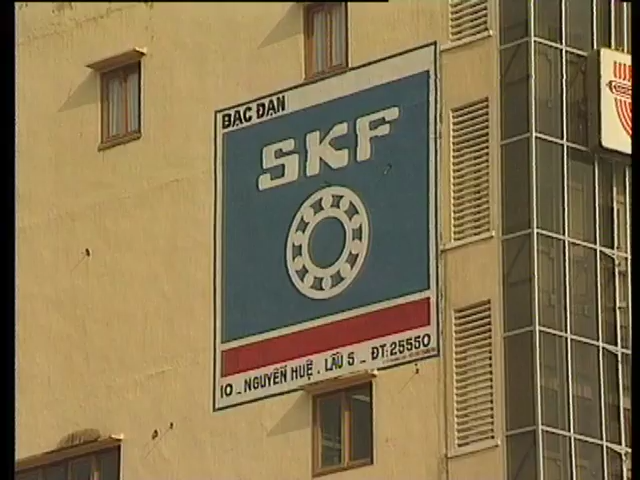 BẠC ĐẠN
SKF
10 _ NGUYỄN HUỆ . LẦU 5 _ ĐT: 25550